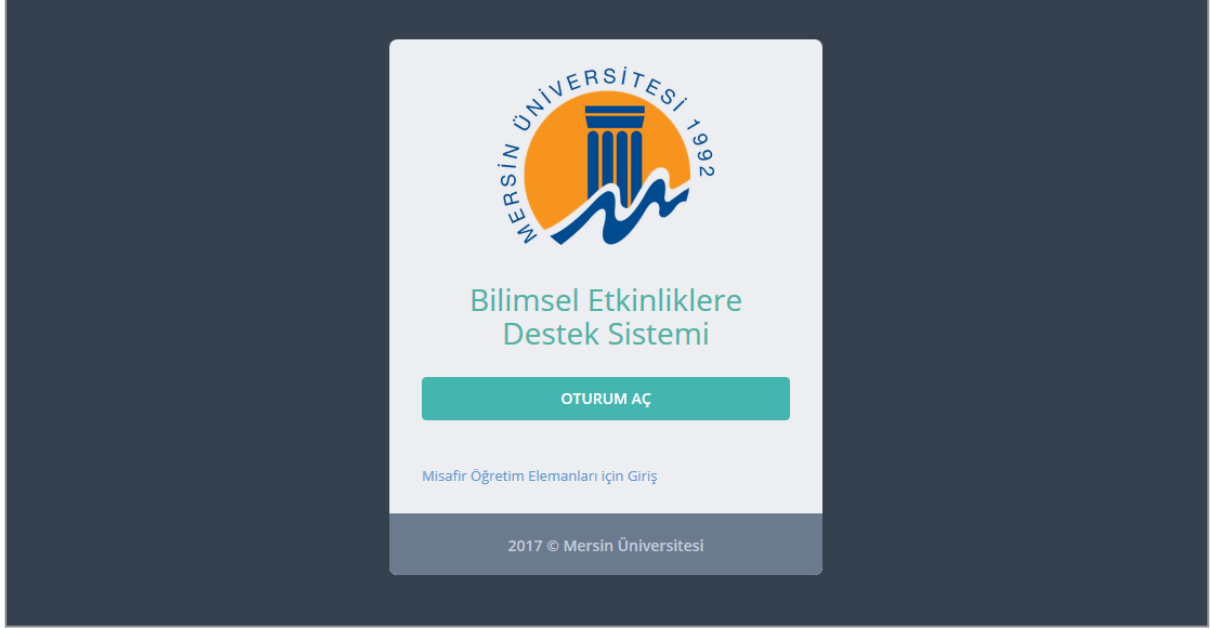 MERSİN ÜNİVERSİTESİ 1992
Bilimsel Etkinliklere
Destek Sistemi
OTURUM AÇ
Misafir Öğretim Elemanları için Giriş
2017 © Mersin Üniversitesi